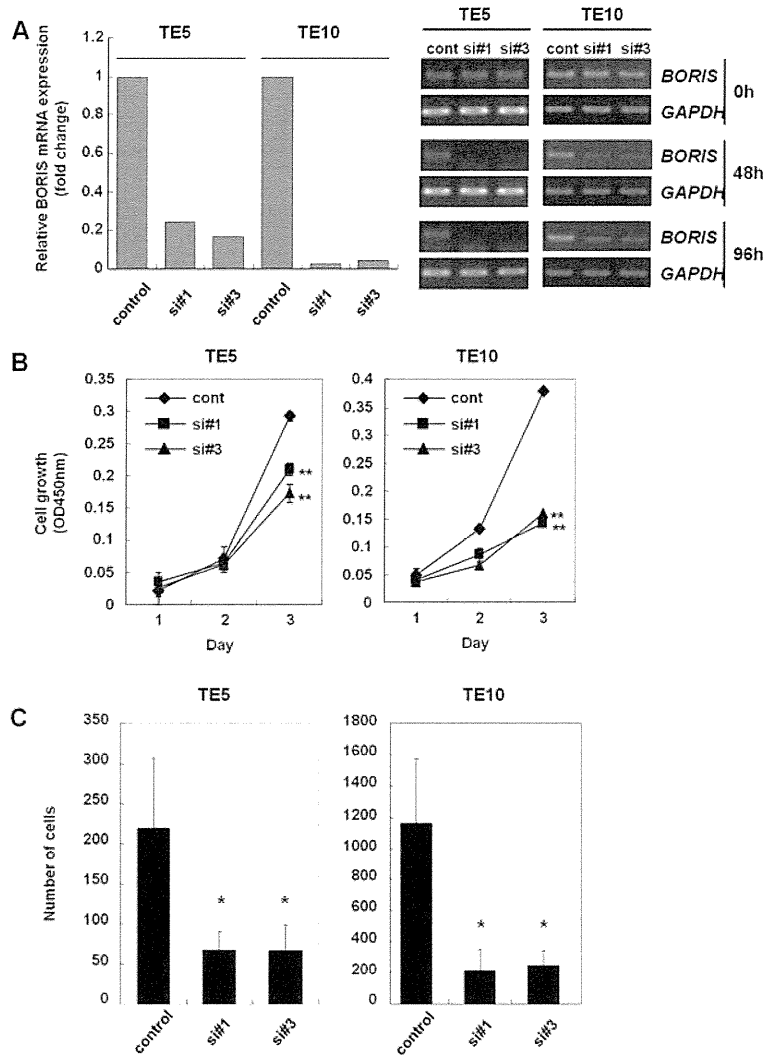 A
TE5 TE10
Relative BORIS mRNA expression
(fold change)
1.2
1
0.8
0.6
0.4
0.2
0
control si#1 si#3 control si#1 si#3
TE5 TE10
cont si#1 si#3 cont si#1 si#3
BORIS
GAPDH
0h
BORIS
GAPDH
48h
BORIS
GAPDH
96h
B
TE5
Cell growth
(OD450nm)
0.35
0.3
0.25
0.2
0.15
0.1
0.05
0
cont
si#1
si#3
**
**
1 2 3
Day
TE10
0.4
0.35
0.3
0.25
0.2
0.15
0.1
0.05
0
cont
si#1
si#3
**
**
1 2 3
Day
C
TE5
Number of cells
350
300
250
200
150
100
50
0
* *
control si#1 si#3
TE10
1800
1600
1400
1200
1000
800
600
400
200
0
* *
control si#1 si#3